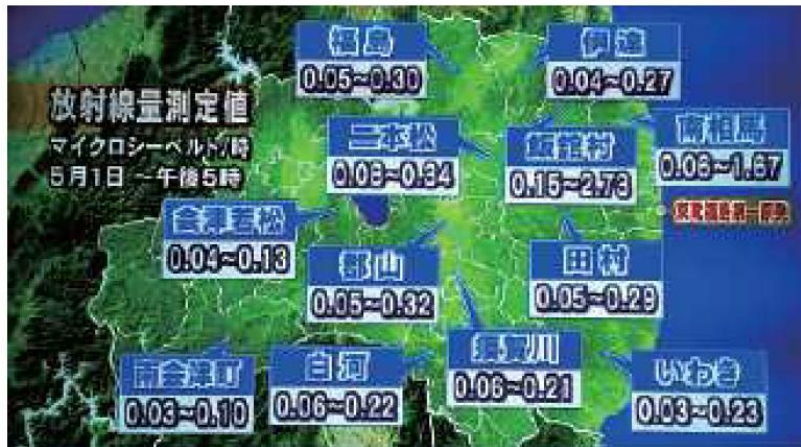 放射線量測定値
マイクロシーベルト/時
5月1日 ~午後5時
福島
0.05~0.30
伊達
0.04~0.27
二本松
0.08~0.34
飯舘村
0.15~2.73
南相馬
0.08~1.67
会津若松
0.04~0.13
郡山
0.05~0.32
田村
0.05~0.29
南会津町
0.03~0.10
白河
0.06~0.22
須賀川
0.06~0.21
いわき
0.03~0.23